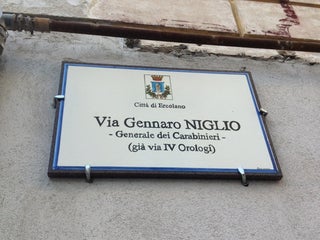 Città di Ercolano
Via Gennaro NIGLIO
- Generale dei Carabinieri -
(già via IV Orologi)